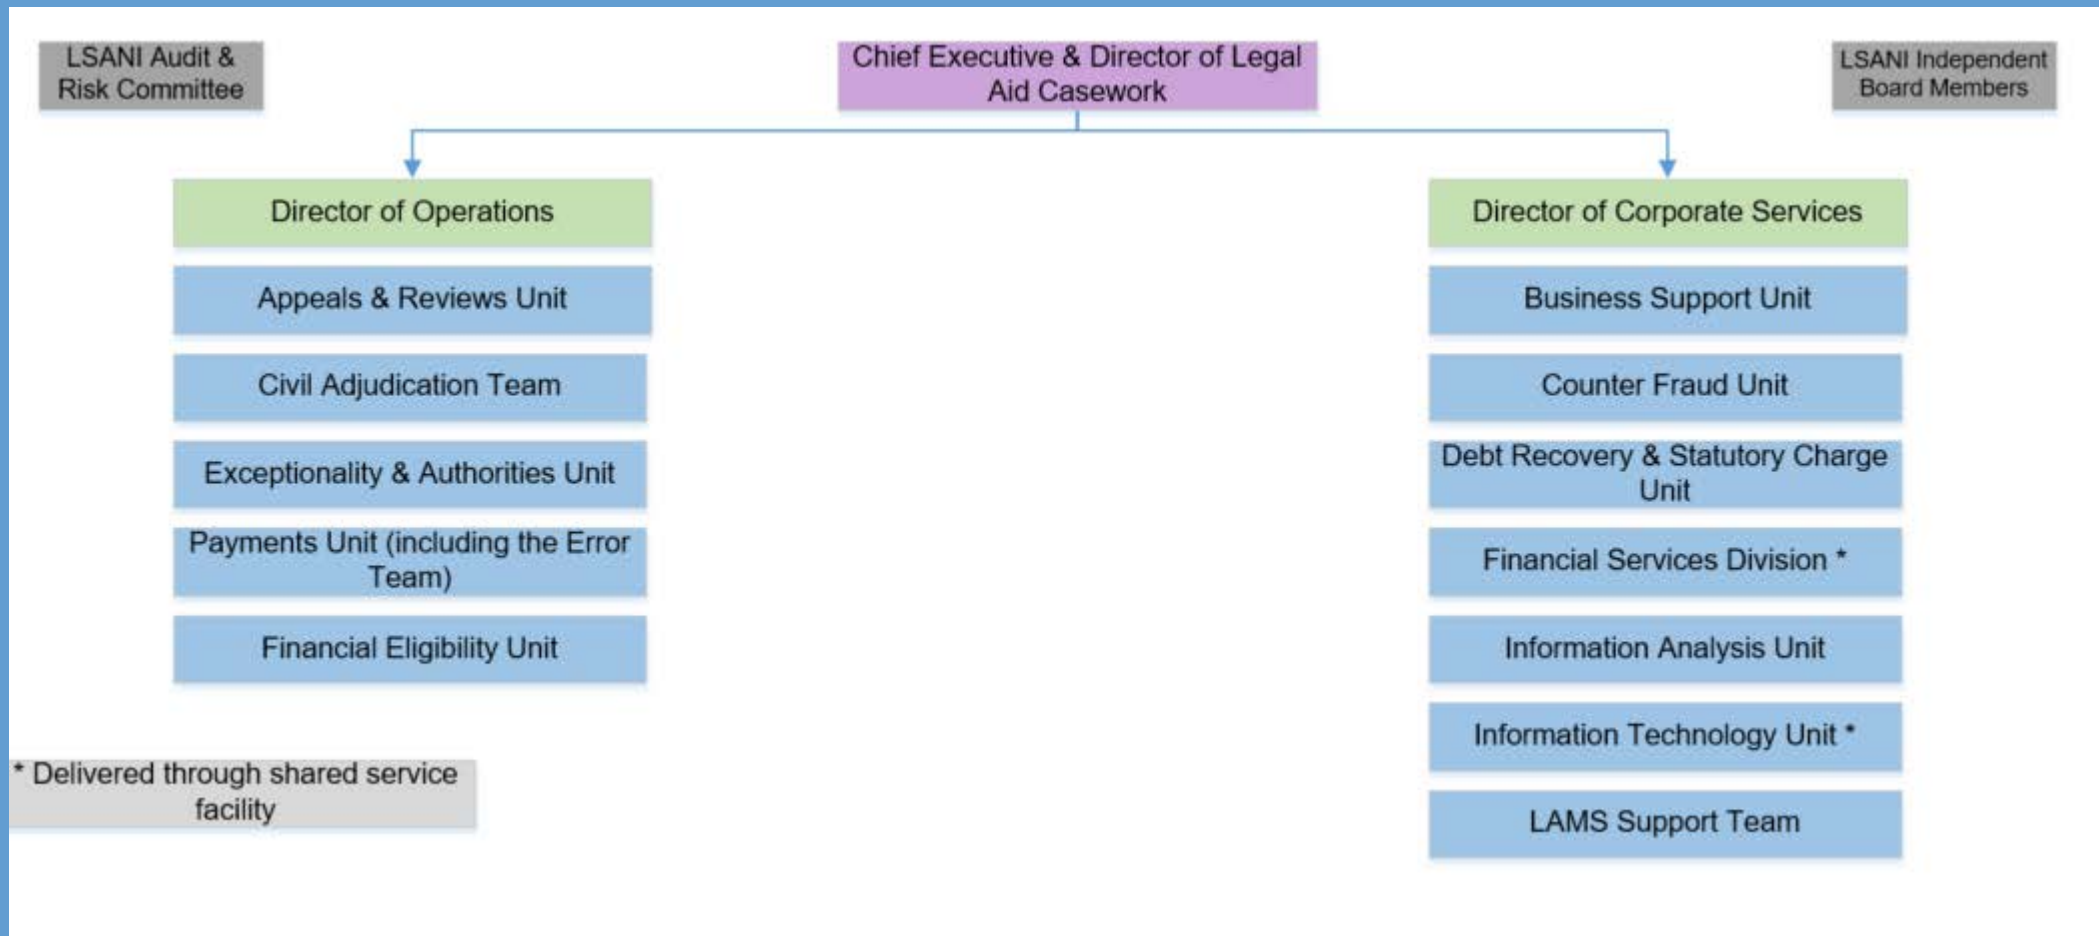 LSANI Audit &
Risk Committee
Chief Executive & Director of Legal
Aid Casework
LSANI Independent
Board Members
Director of Operations
Appeals & Reviews Unit
Civil Adjudication Team
Exceptionality & Authorities Unit
Payments Unit (including the Error
Team)
Financial Eligibility Unit
* Delivered through shared service
facility
Director of Corporate Services
Business Support Unit
Counter Fraud Unit
Debt Recovery & Statutory Charge
Unit
Financial Services Division *
Information Analysis Unit
Information Technology Unit *
LAMS Support Team